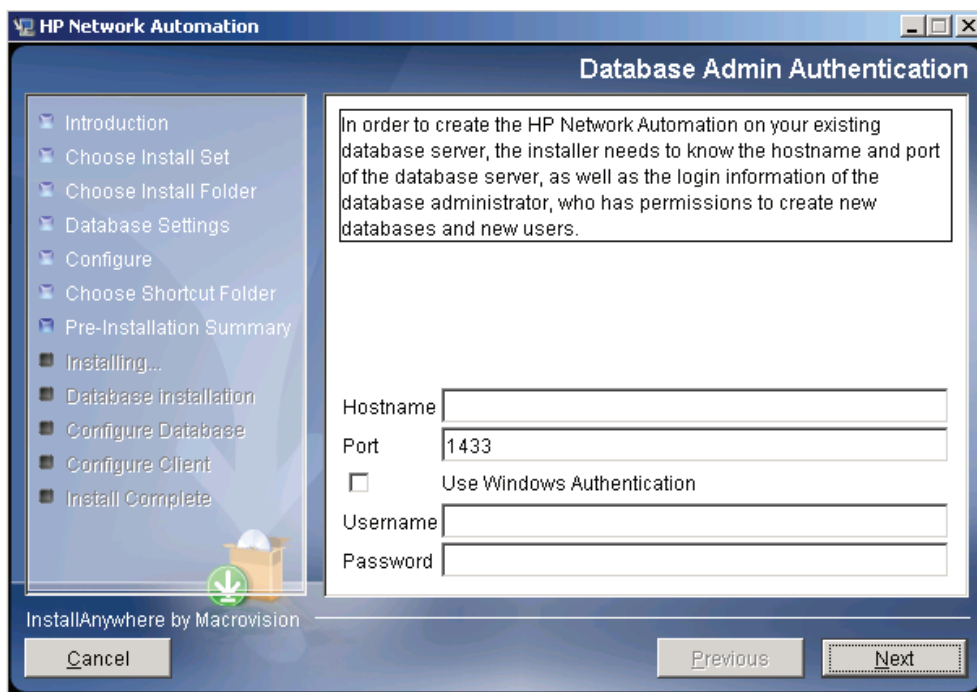 HP Network Automation
Database Admin Authentication
Introduction
Choose Install Set
Choose Install Folder
Database Settings
Configure
Choose Shortcut Folder
Pre-Installation Summary
Installing...
Database installation
Configure Database
Configure Client
Install Complete
In order to create the HP Network Automation on your existing
database server, the installer needs to know the hostname and port
of the database server, as well as the login information of the
database administrator, who has permissions to create new
databases and new users.
Hostname
Port 1433
Use Windows Authentication
Username
Password
InstallAnywhere by Macrovision
Cancel
Previous
Next